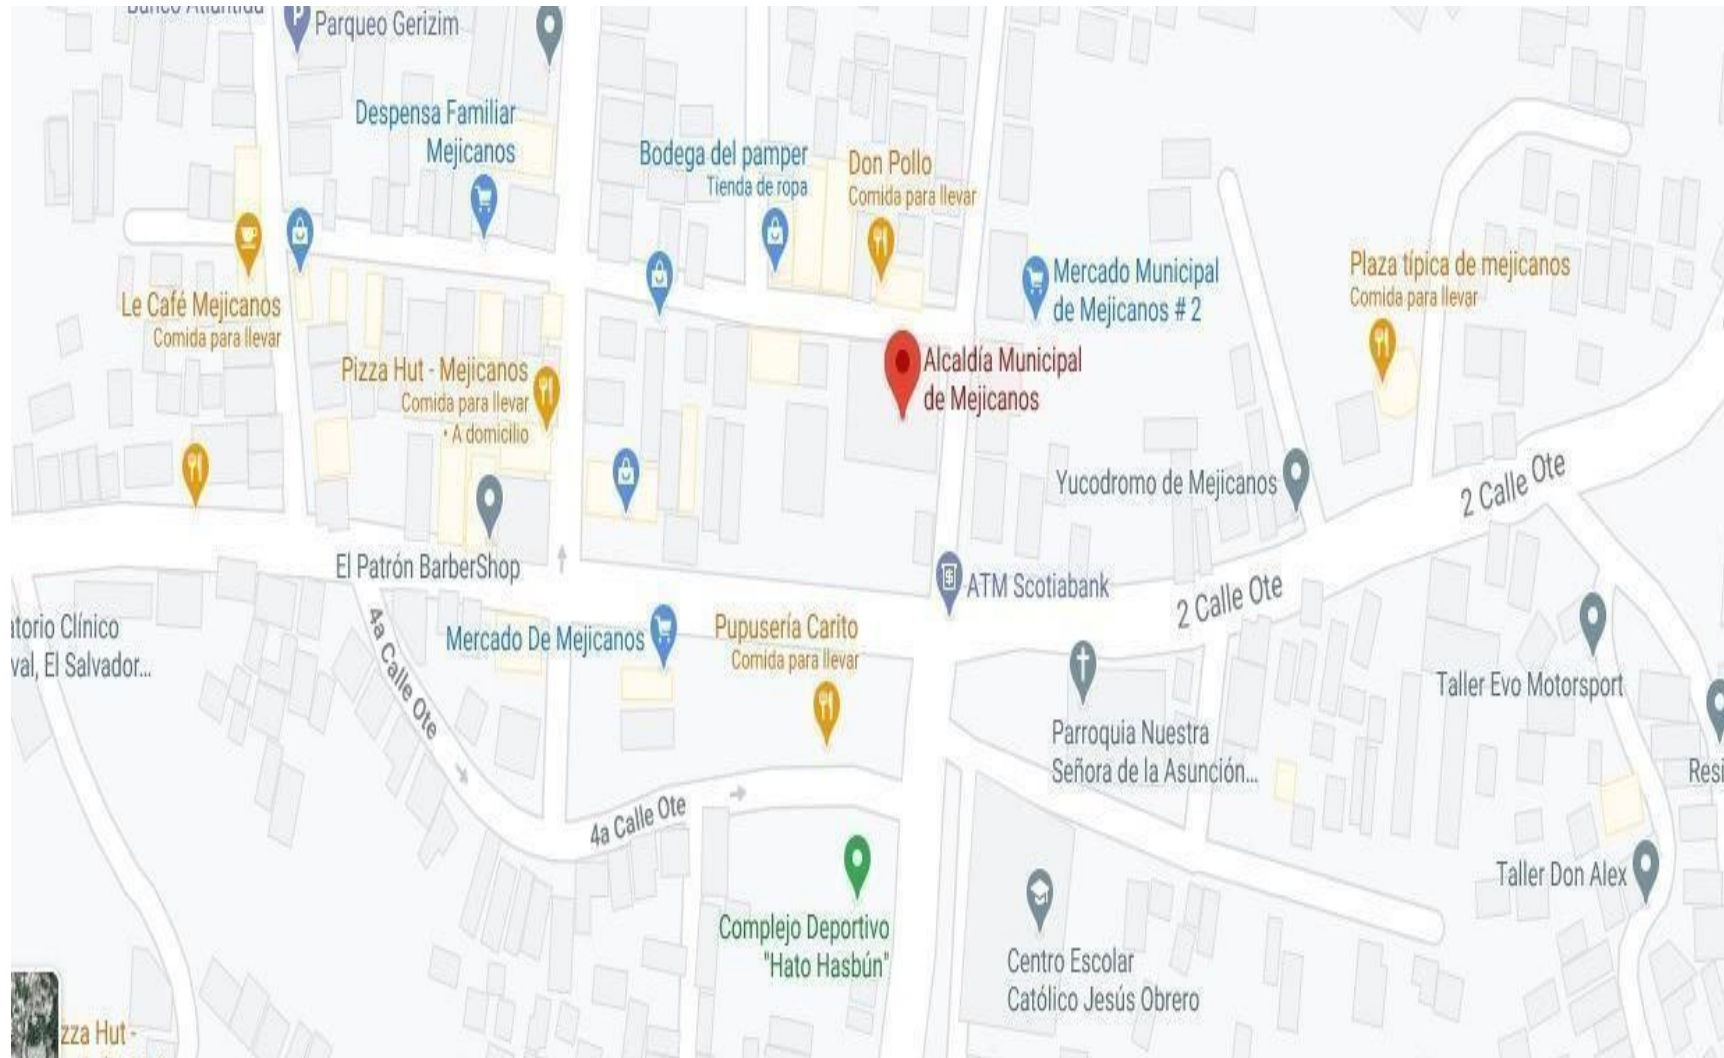 Banco Atlántida
Parqueo Gerizim
Despensa Familiar
Mejicanos
Bodega del pamper
Tienda de ropa
Don Pollo
Comida para llevar
Le Café Mejicanos
Comida para llevar
Mercado Municipal
de Mejicanos # 2
Plaza típica de mejicanos
Comida para llevar
Pizza Hut - Mejicanos
Comida para llevar
• A domicilio
Alcaldía Municipal
de Mejicanos
Yucodromo de Mejicanos
2 Calle Ote
El Patrón BarberShop
ATM Scotiabank
2 Calle Ote
atorio Clínico
val, El Salvador...
4a Calle Ote
Mercado De Mejicanos
Pupusería Carito
Comida para llevar
Parroquia Nuestra
Señora de la Asunción...
Taller Evo Motorsport
Resi
4a Calle Ote
Taller Don Alex
Complejo Deportivo
"Hato Hasbún"
Centro Escolar
Católico Jesús Obrero
zza Hut -